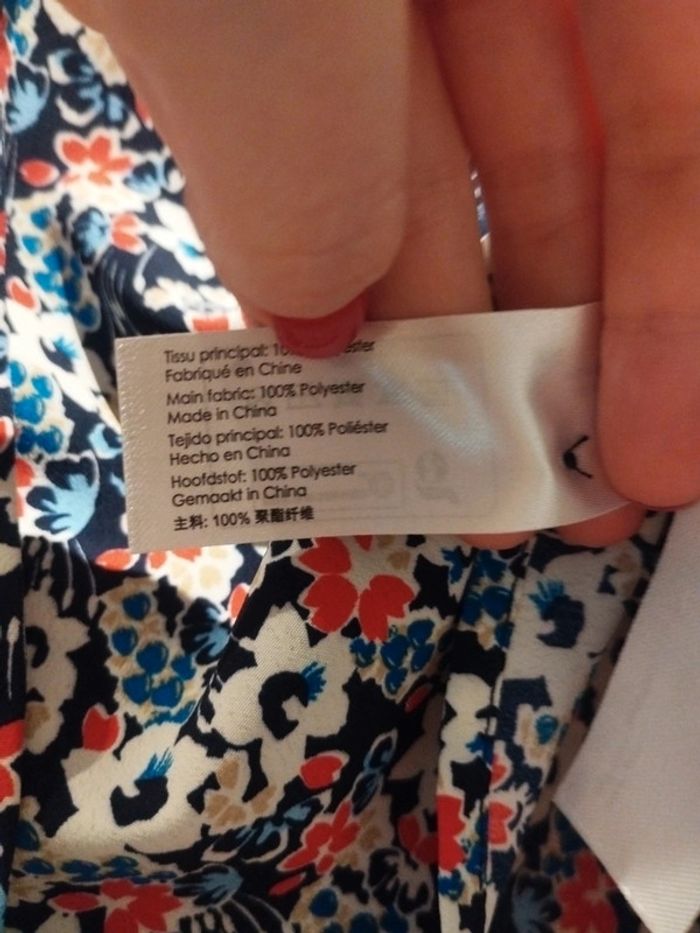 Tissu principal:
Fabriqué en Chine
Main fabric: 100% Polyester
Made in China
Tejido principal: 100% Poliéster
Hecho en China
Hoofdstof: 100% Polyester
Gemaakt in China
主料: 100% 聚酯纤维